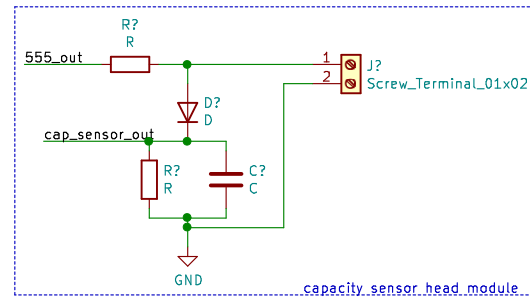 R?
R
555_out
1
J?
2
Screw_Terminal_01x02
D?
D
cap_sensor_out
R?
R
C?
C
GND
capacity sensor head module